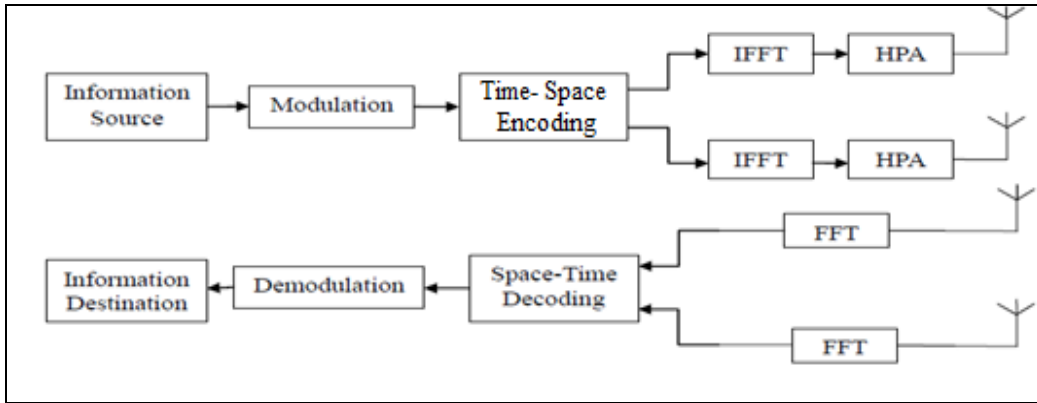 IFFT
HPA
Information
Source
Modulation
Time- Space
Encoding
IFFT
HPA
FFT
Information
Destination
Demodulation
Space-Time
Decoding
FFT